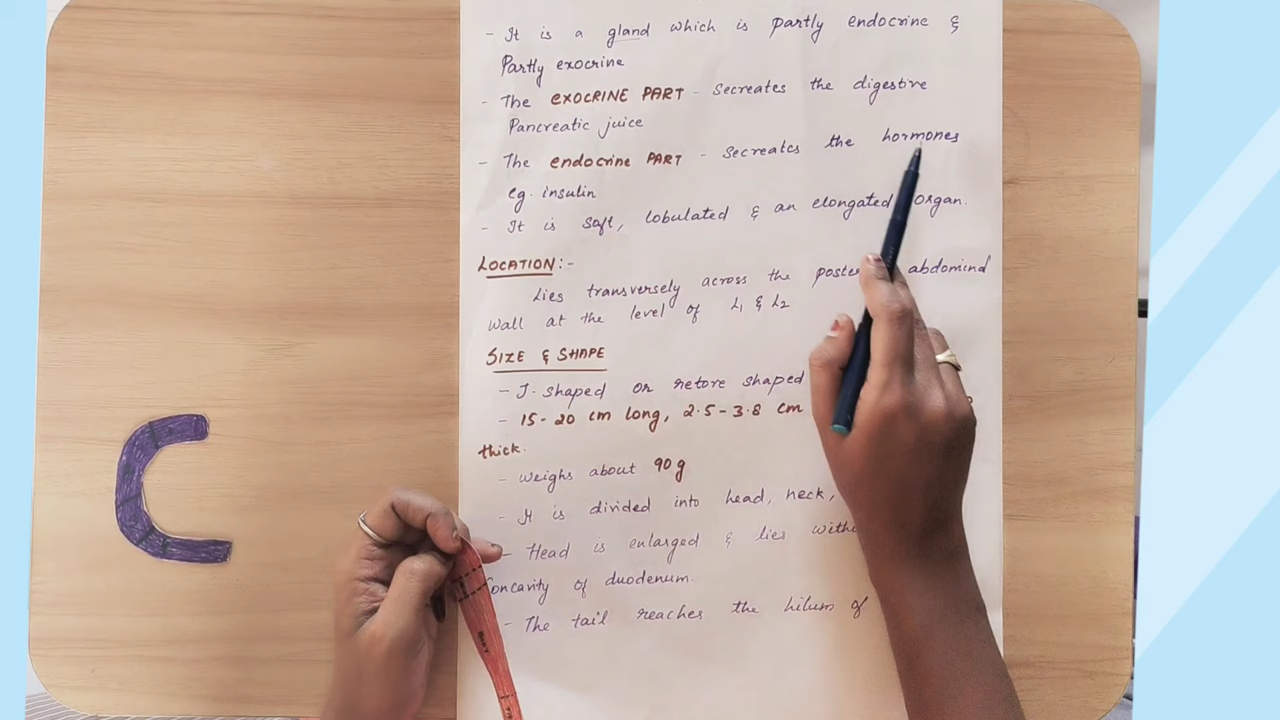 - It is a gland which is partly endocrine &
Partly exocrine
- The EXOCRINE PART - Secreates the digestive
Pancreatic juice
- The endocrine PART - Secreates the hormones
eg. insulin
- It is soft, lobulated & an elongated organ.
LOCATION :-
Lies transversely across the poste abdominal
wall at the level of L1 & L2
SIZE & SHAPE
- J-shaped or retore shaped
- 15-20 cm long, 2.5-3.8 cm
thick.
- Weighs about 90g
- It is divided into head, neck,
- Head is enlarged & lies with
concavity of duodenum.
- The tail reaches the hilum of